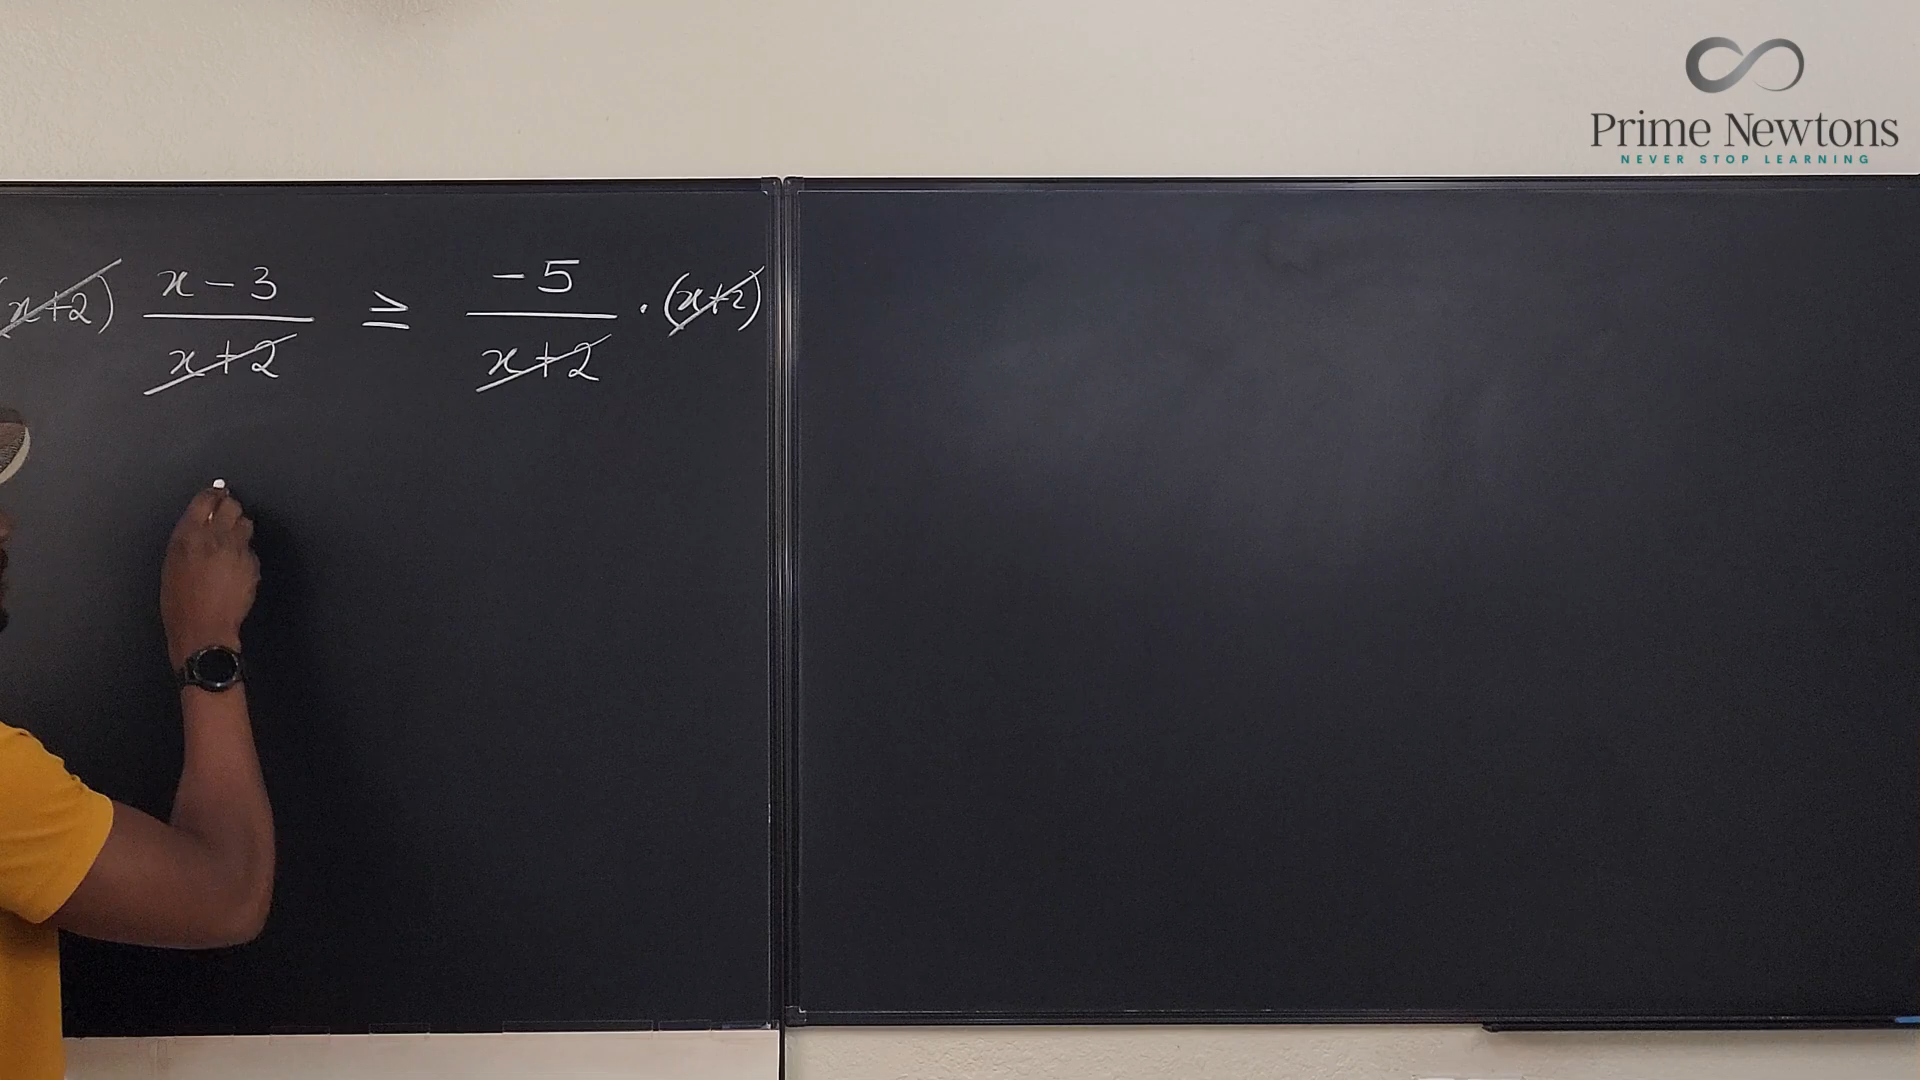 Prime Newtons
NEVER STOP LEARNING
(x+2) x-3 / x+2 ≥ -5 / x+2 · (x+2)